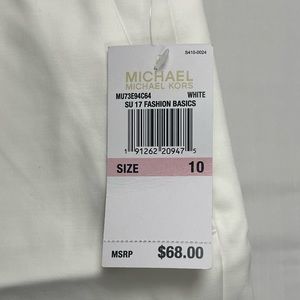 S410-0024
MICHAEL
MICHAEL KORS
MU73E94C64 WHITE
SU 17 FASHION BASICS
1 91262 20947 5
SIZE 10
MSRP $68.00